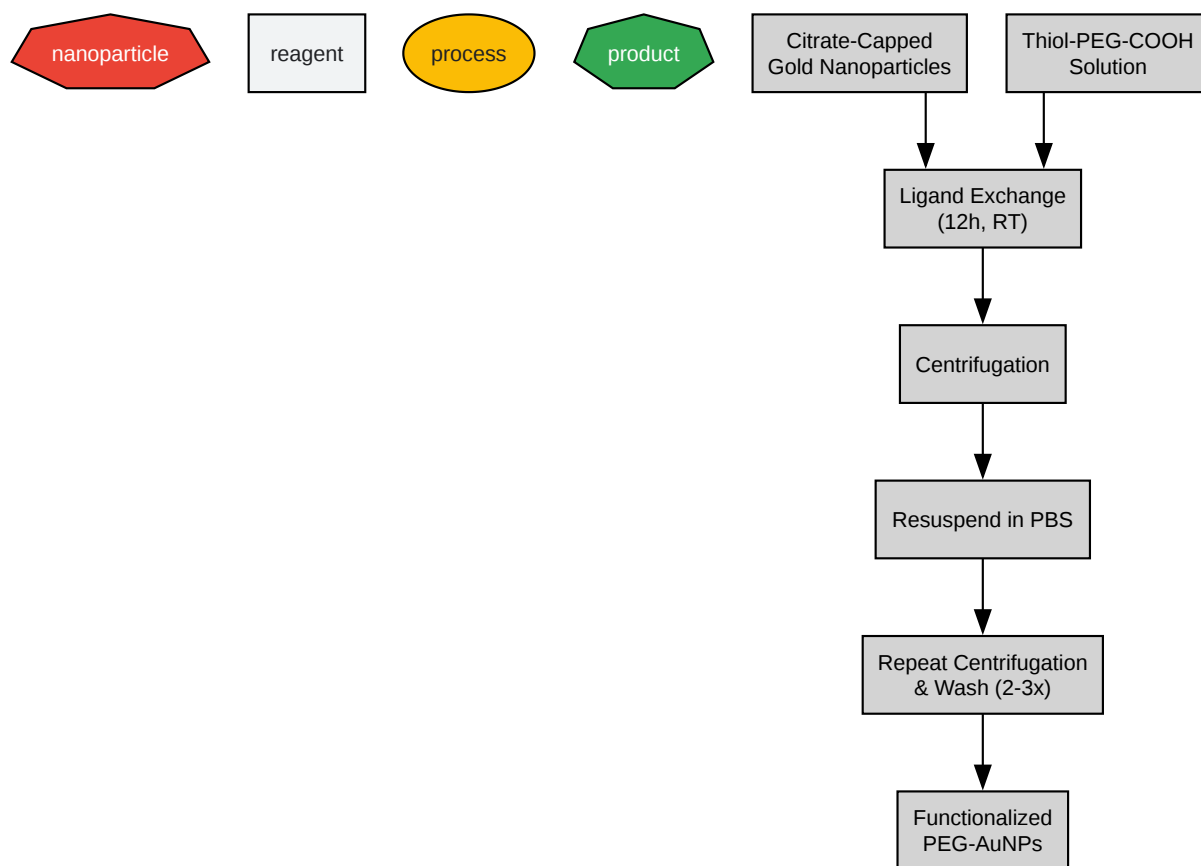 nanoparticle
reagent
process
product
Citrate-Capped
Gold Nanoparticles
Thiol-PEG-COOH
Solution
Ligand Exchange
(12h, RT)
Centrifugation
Resuspend in PBS
Repeat Centrifugation
& Wash (2-3x)
Functionalized
PEG-AuNPs